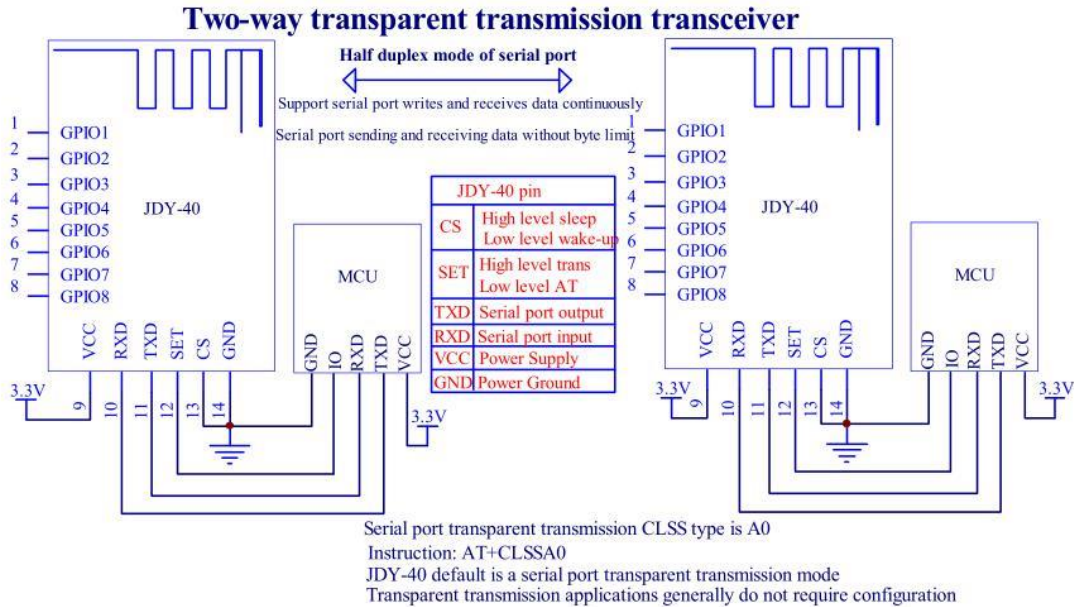 Two-way transparent transmission transceiver
Half duplex mode of serial port
Support serial port writes and receives data continuously
Serial port sending and receiving data without byte limit
1 GPIO1
2 GPIO2
3 GPIO3
4 GPIO4
5 GPIO5
6 GPIO6
7 GPIO7
8 GPIO8
JDY-40
VCC RXD TXD SET CS GND
3.3V
9 10 11 12 13 14
MCU
GND IO RXD TXD VCC
3.3V
JDY-40 pin
CS High level sleep
Low level wake-up
SET High level trans
Low level AT
TXD Serial port output
RXD Serial port input
VCC Power Supply
GND Power Ground
1 GPIO1
2 GPIO2
3 GPIO3
4 GPIO4
5 GPIO5
6 GPIO6
7 GPIO7
8 GPIO8
JDY-40
VCC RXD TXD SET CS GND
3.3V
9 10 11 12 13 14
MCU
GND IO RXD TXD VCC
3.3V
Serial port transparent transmission CLSS type is A0
Instruction: AT+CLSSA0
JDY-40 default is a serial port transparent transmission mode
Transparent transmission applications generally do not require configuration